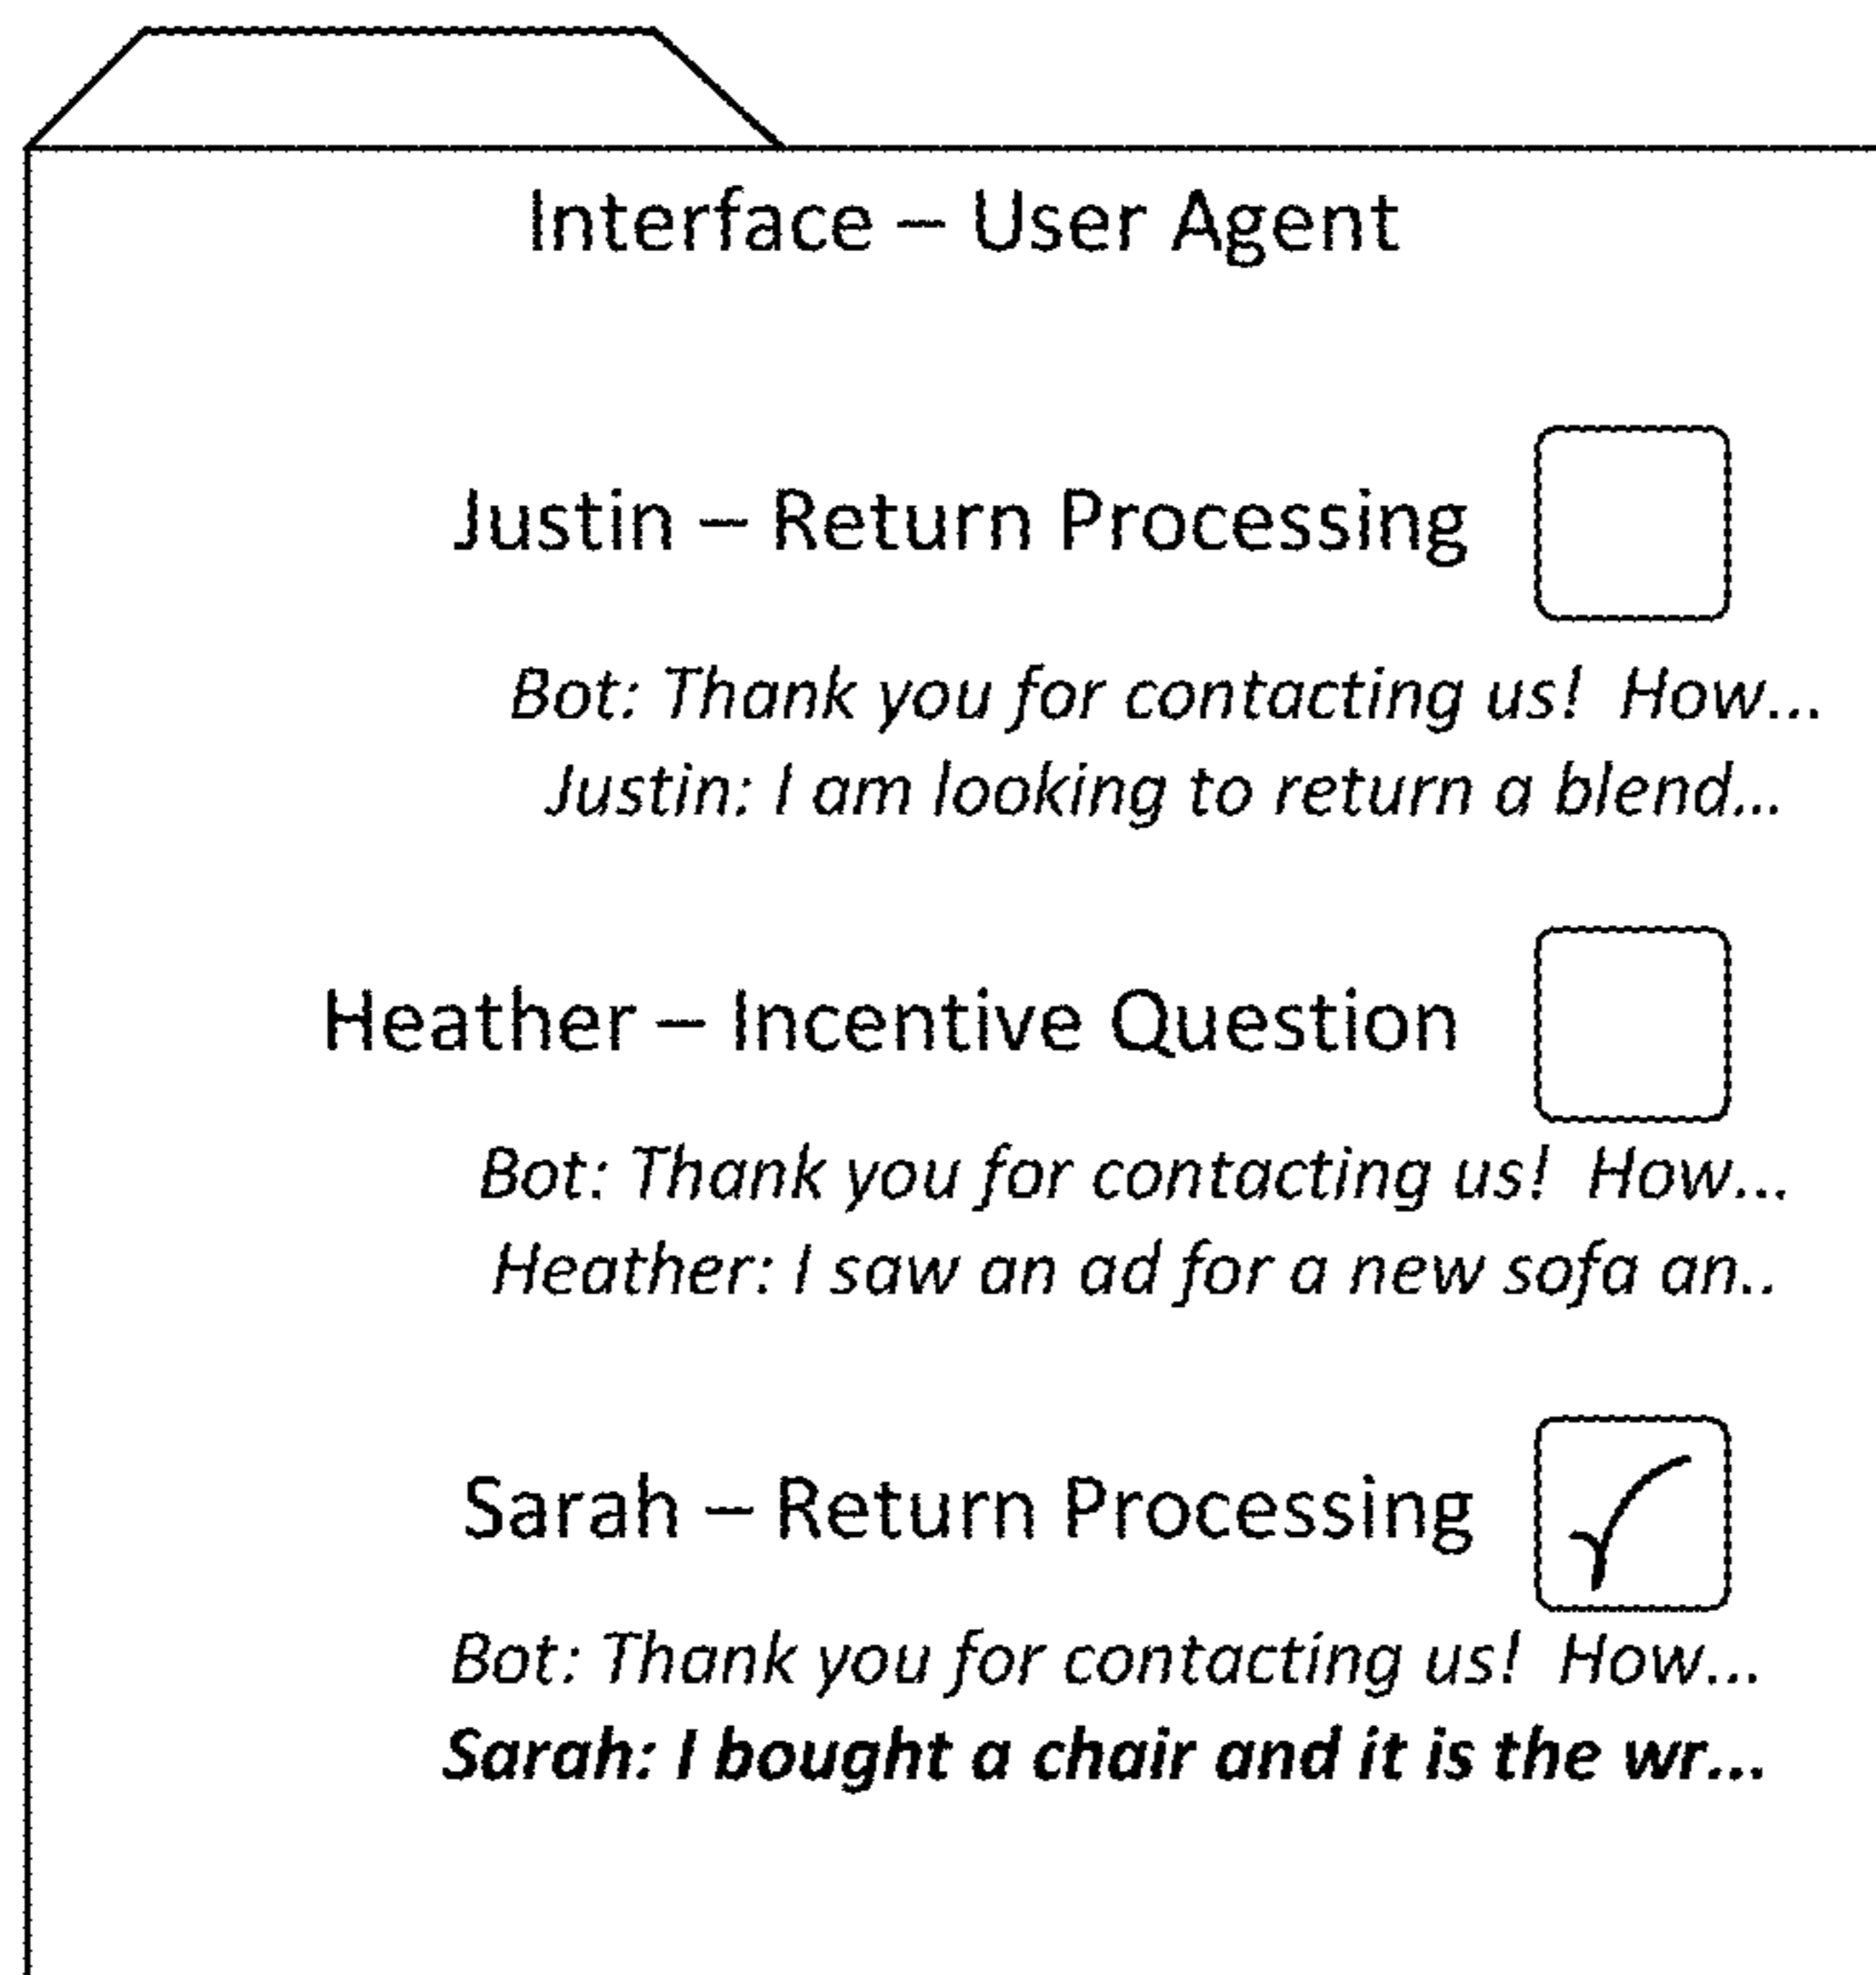 Interface – User Agent
Justin – Return Processing
Bot: Thank you for contacting us!  How...
Justin: I am looking to return a blend...
Heather – Incentive Question
Bot: Thank you for contacting us!  How...
Heather: I saw an ad for a new sofa an..
Sarah – Return Processing
Bot: Thank you for contacting us!  How...
Sarah: I bought a chair and it is the wr...